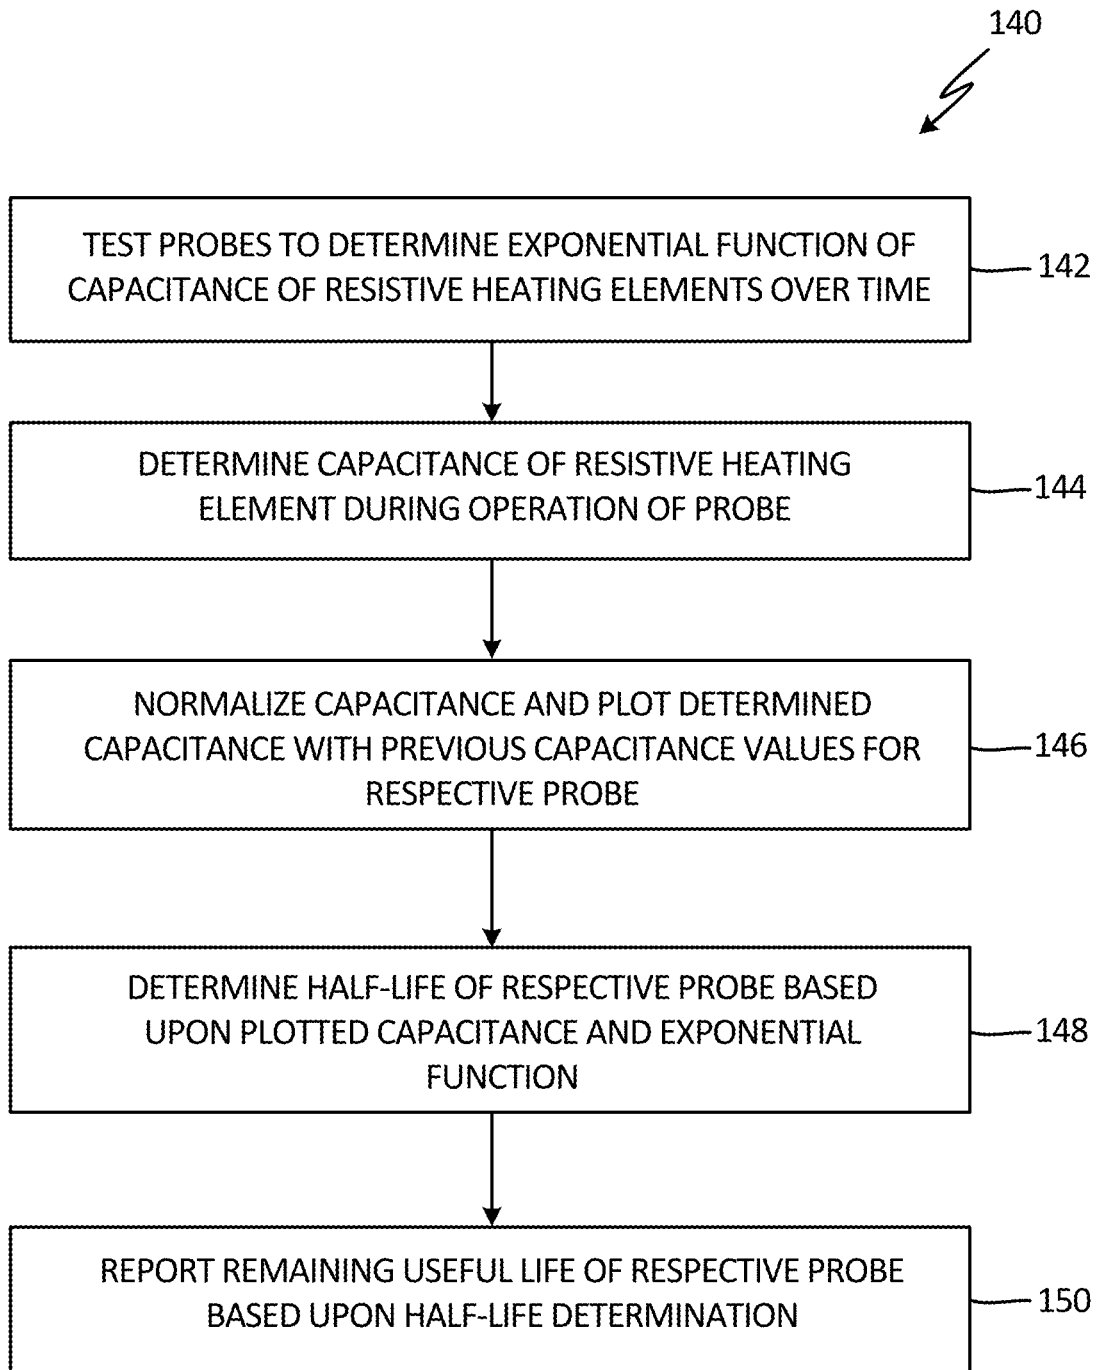 140
TEST PROBES TO DETERMINE EXPONENTIAL FUNCTION OF
CAPACITANCE OF RESISTIVE HEATING ELEMENTS OVER TIME
142
DETERMINE CAPACITANCE OF RESISTIVE HEATING
ELEMENT DURING OPERATION OF PROBE
144
NORMALIZE CAPACITANCE AND PLOT DETERMINED
CAPACITANCE WITH PREVIOUS CAPACITANCE VALUES FOR
RESPECTIVE PROBE
146
DETERMINE HALF-LIFE OF RESPECTIVE PROBE BASED
UPON PLOTTED CAPACITANCE AND EXPONENTIAL
FUNCTION
148
REPORT REMAINING USEFUL LIFE OF RESPECTIVE PROBE
BASED UPON HALF-LIFE DETERMINATION
150